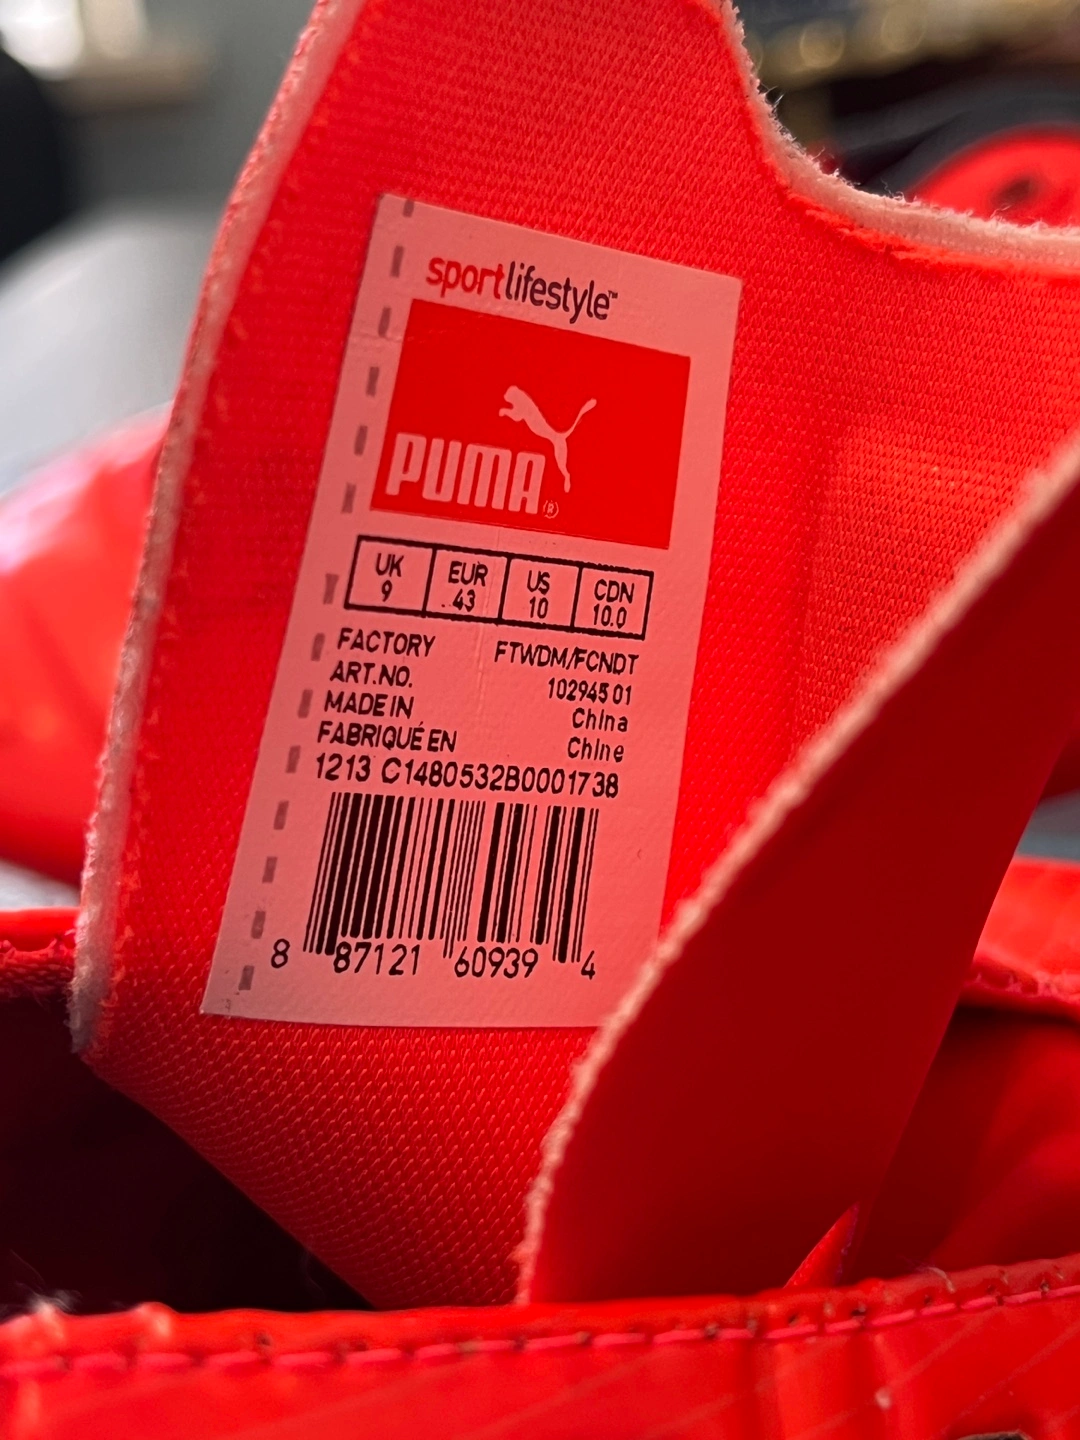 sportlifestyle™
PUMA®
UK EUR US CDN
9 43 10 10.0
FACTORY FTWDM/FCNDT
ART.NO. 102945 01
MADE IN China
FABRIQUÉ EN Chine
1213 C1480532B0001738
8 87121 60939 4